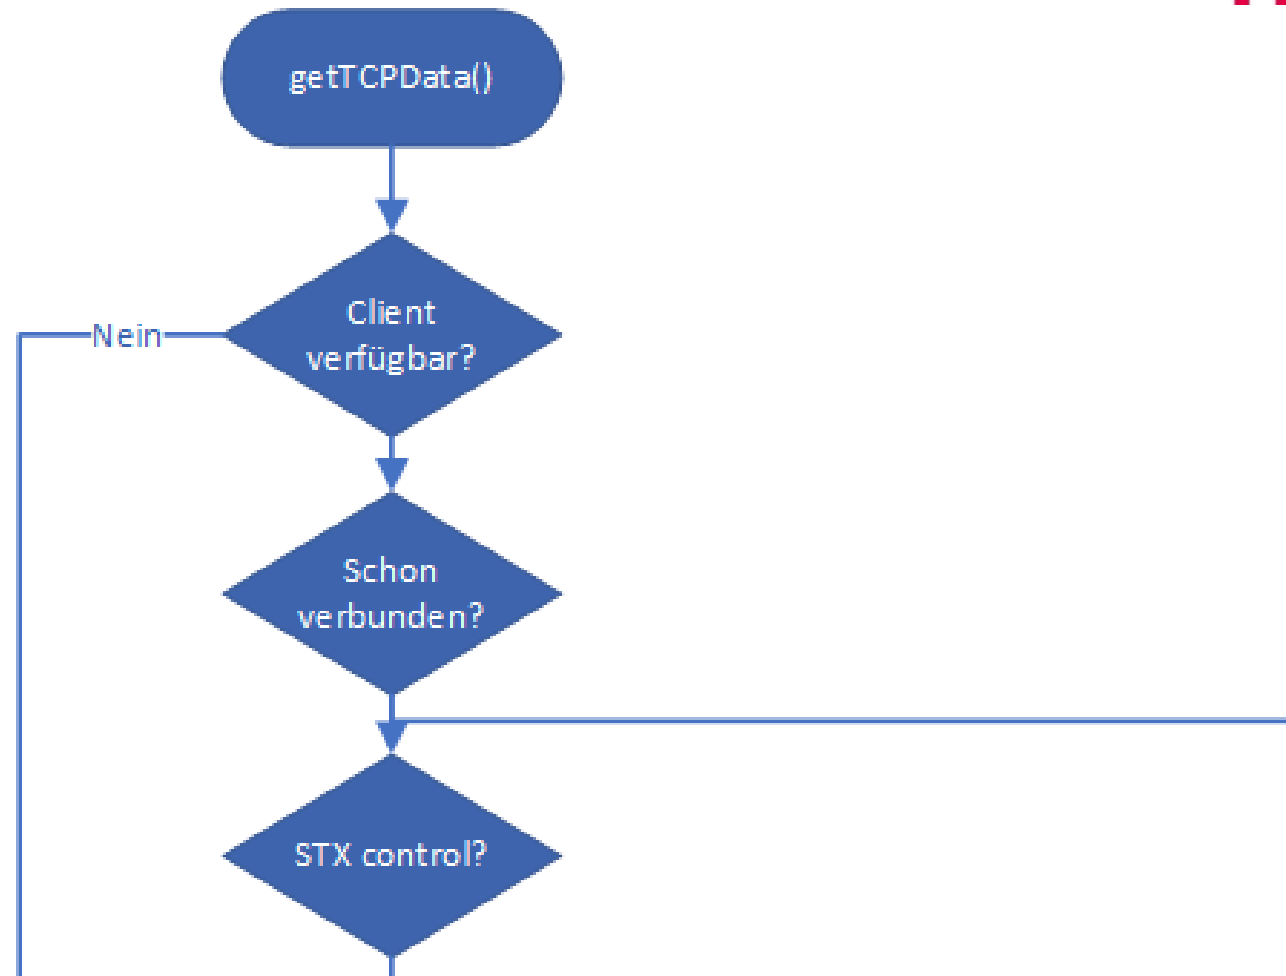 getTCPData()
Client
verfügbar?
Nein
Schon
verbunden?
STX control?